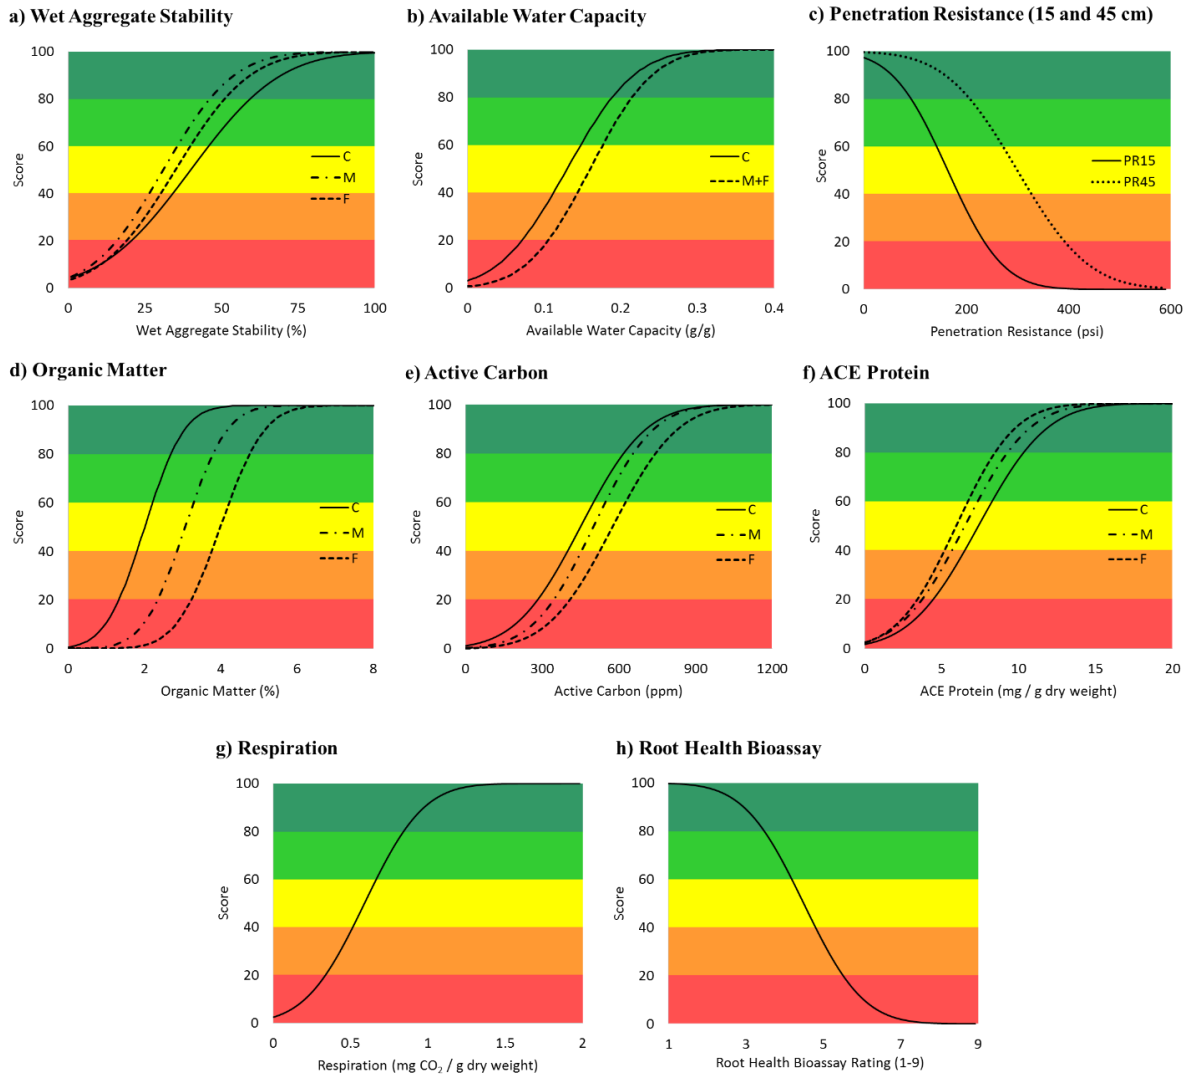 a) Wet Aggregate Stability
100
80
60
40
20
0
Score
C
M
F
0 25 50 75 100
Wet Aggregate Stability (%)
b) Available Water Capacity
100
80
60
40
20
0
Score
C
M+F
0 0.1 0.2 0.3 0.4
Available Water Capacity (g/g)
c) Penetration Resistance (15 and 45 cm)
100
80
60
40
20
0
Score
PR15
PR45
0 200 400 600
Penetration Resistance (psi)
d) Organic Matter
100
80
60
40
20
0
Score
C
M
F
0 2 4 6 8
Organic Matter (%)
e) Active Carbon
100
80
60
40
20
0
Score
C
M
F
0 300 600 900 1200
Active Carbon (ppm)
f) ACE Protein
100
80
60
40
20
0
Score
C
M
F
0 5 10 15 20
ACE Protein (mg / g dry weight)
g) Respiration
100
80
60
40
20
0
Score
0 0.5 1 1.5 2
Respiration (mg CO₂ / g dry weight)
h) Root Health Bioassay
100
80
60
40
20
0
Score
1 3 5 7 9
Root Health Bioassay Rating (1-9)